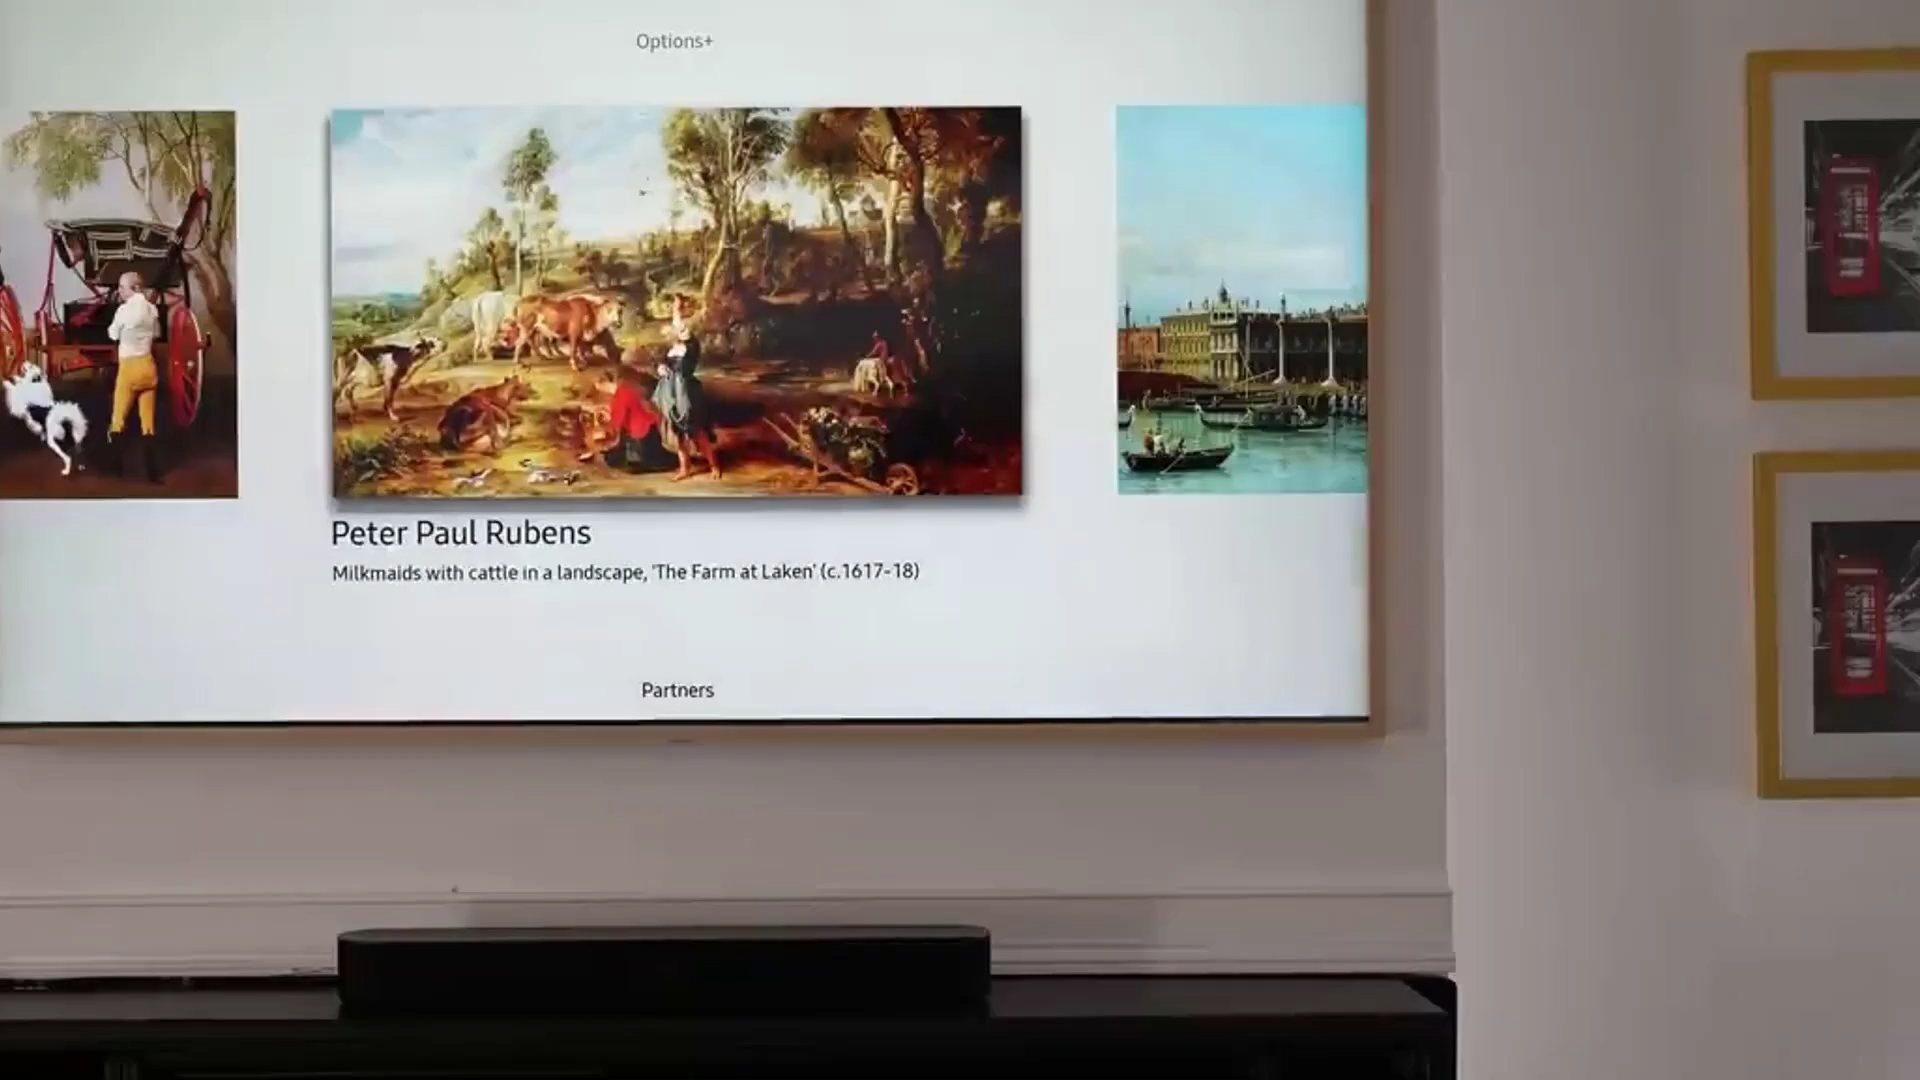 Options+
Peter Paul Rubens
Milkmaids with cattle in a landscape, 'The Farm at Laken' (c.1617-18)
Partners